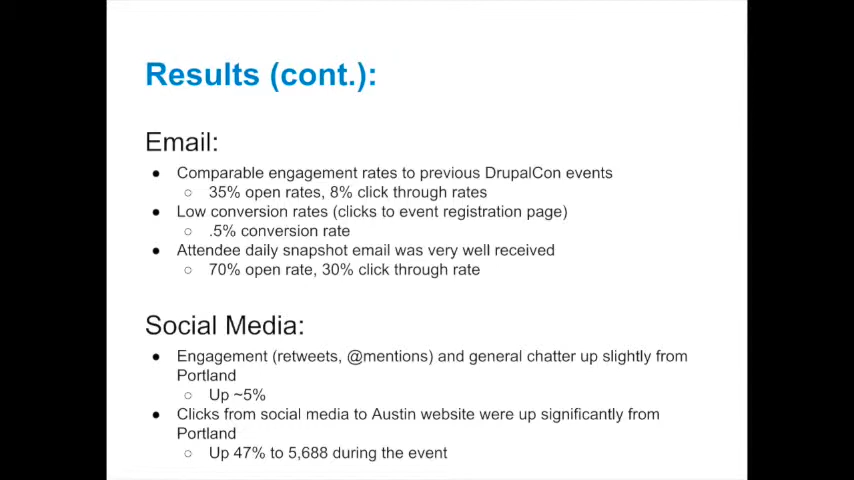 Results (cont.):
Email:
● Comparable engagement rates to previous DrupalCon events
○ 35% open rates, 8% click through rates
● Low conversion rates (clicks to event registration page)
○ .5% conversion rate
● Attendee daily snapshot email was very well received
○ 70% open rate, 30% click through rate
Social Media:
● Engagement (retweets, @mentions) and general chatter up slightly from
Portland
○ Up ~5%
● Clicks from social media to Austin website were up significantly from
Portland
○ Up 47% to 5,688 during the event